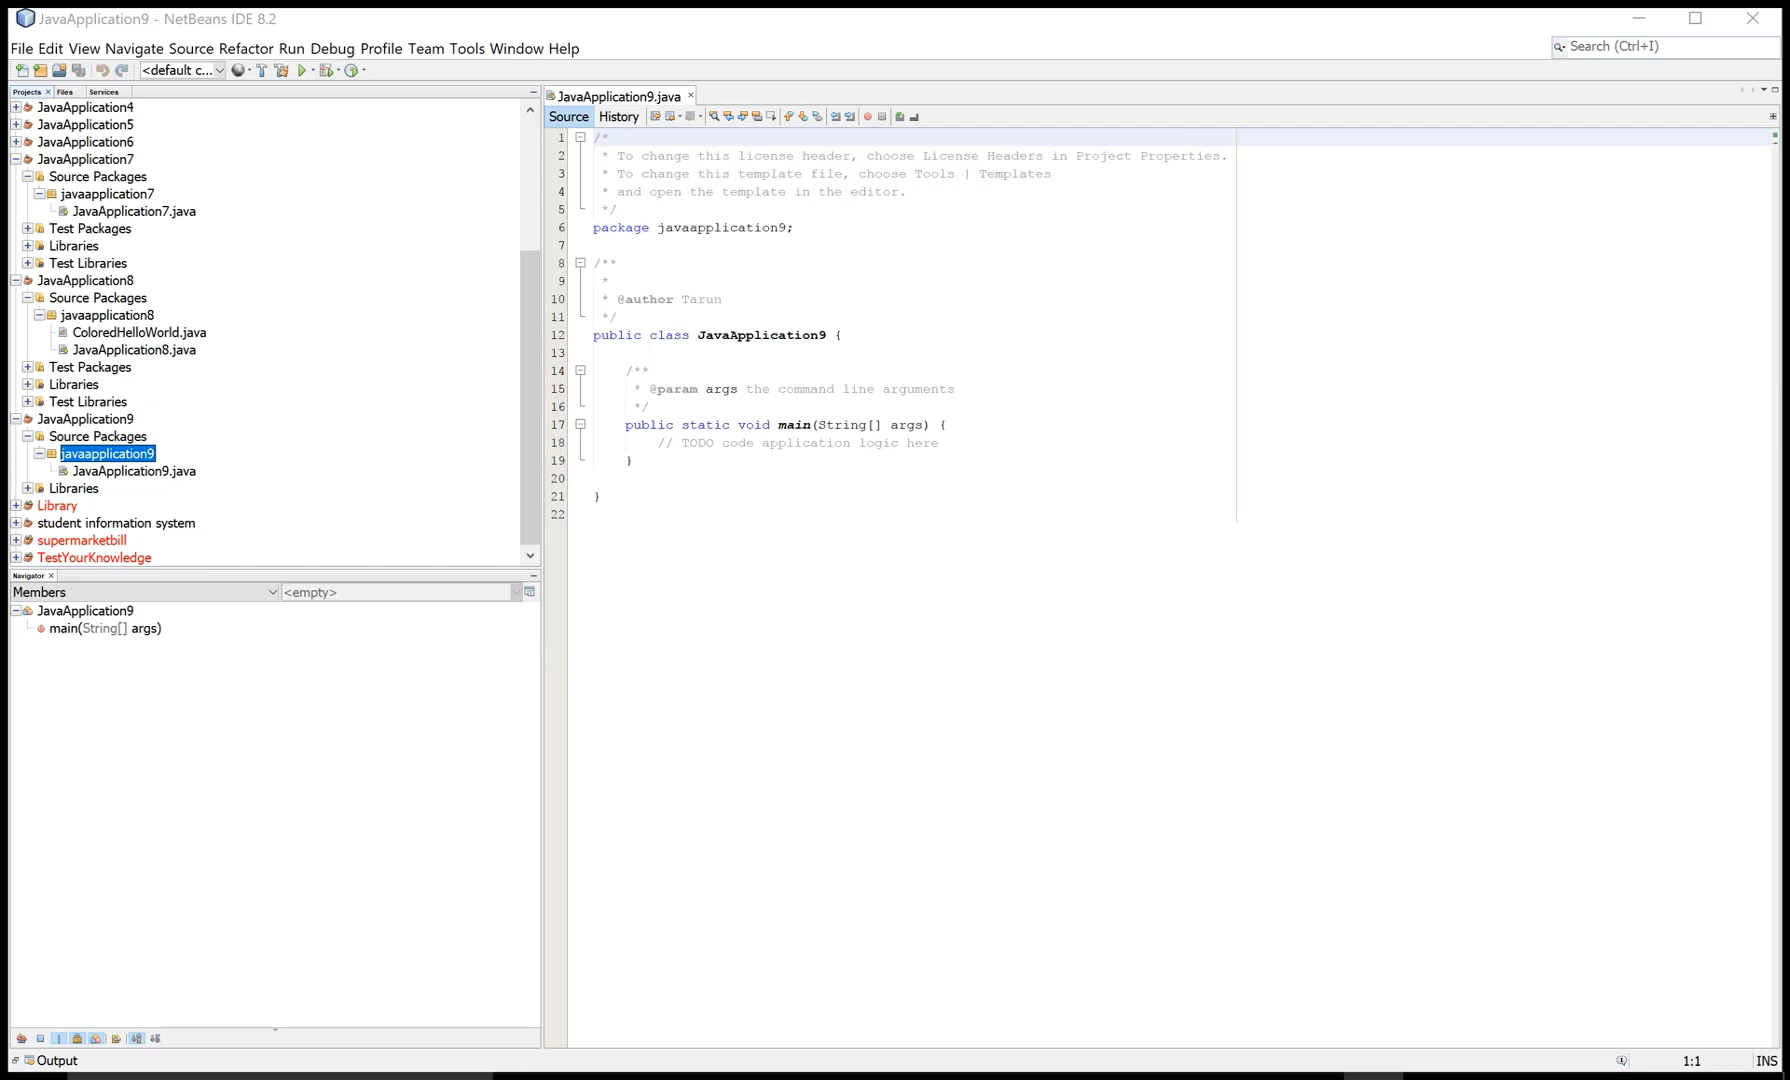 JavaApplication9 - NetBeans IDE 8.2
File Edit View Navigate Source Refactor Run Debug Profile Team Tools Window Help
Search (Ctrl+I)
<default c...
Projects
Files
Services
JavaApplication4
JavaApplication5
JavaApplication6
JavaApplication7
Source Packages
javaapplication7
JavaApplication7.java
Test Packages
Libraries
Test Libraries
JavaApplication8
Source Packages
javaapplication8
ColoredHelloWorld.java
JavaApplication8.java
Test Packages
Libraries
Test Libraries
JavaApplication9
Source Packages
javaapplication9
JavaApplication9.java
Libraries
Library
student information system
supermarketbill
TestYourKnowledge
Navigator
Members
<empty>
JavaApplication9
main(String[] args)
Output
JavaApplication9.java
Source History
1 /*
2 * To change this license header, choose License Headers in Project Properties.
3 * To change this template file, choose Tools | Templates
4 * and open the template in the editor.
5 */
6 package javaapplication9;
7
8 /**
9 *
10 * @author Tarun
11 */
12 public class JavaApplication9 {
13
14 /**
15 * @param args the command line arguments
16 */
17 public static void main(String[] args) {
18 // TODO code application logic here
19 }
20
21 }
22
1:1
INS